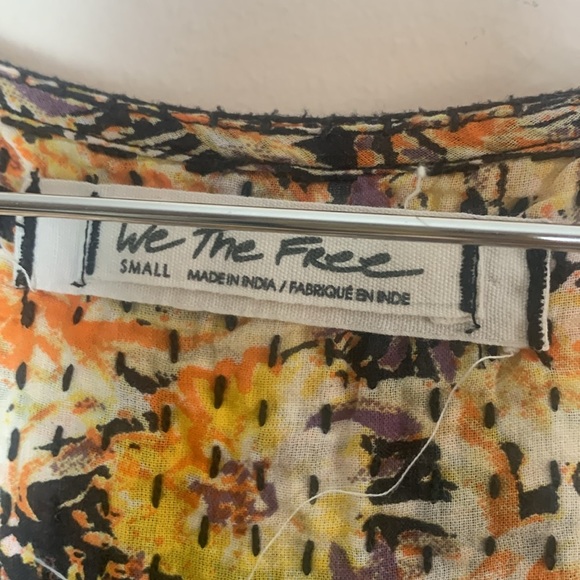 We The Free
SMALL MADE IN INDIA / FABRIQUÉ EN INDE